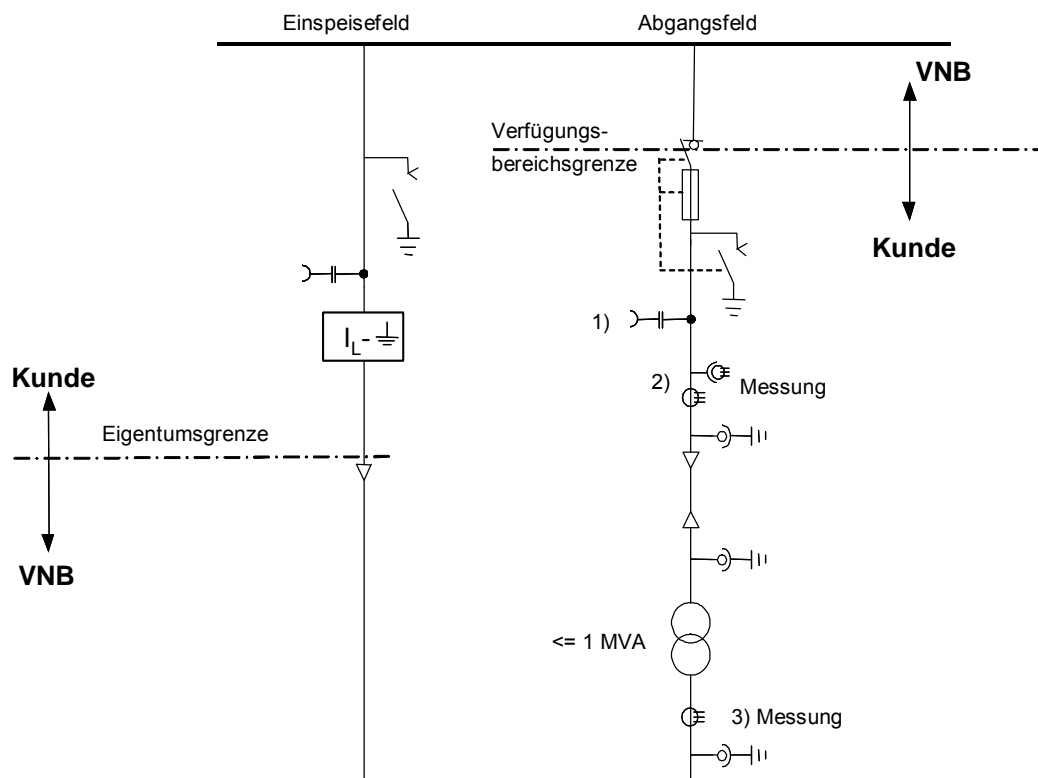 Einspeisefeld
Abgangsfeld
VNB
Verfügungs-
bereichsgrenze
Kunde
1)
I_L-
Kunde
2)
Messung
Eigentumsgrenze
VNB
<= 1 MVA
3) Messung